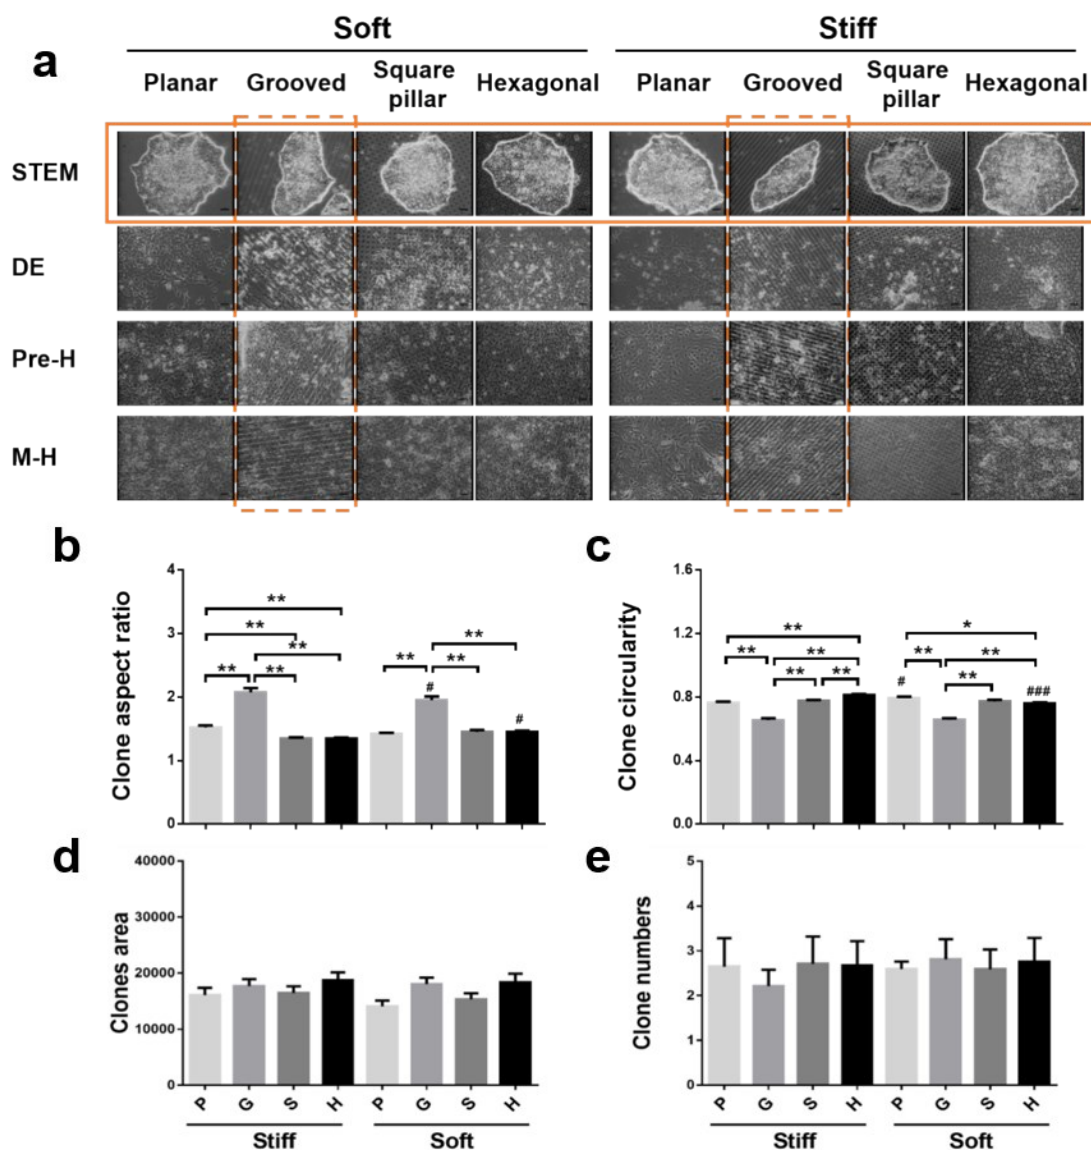 Soft
Stiff
a
Planar Grooved Square pillar Hexagonal Planar Grooved Square pillar Hexagonal
STEM
DE
Pre-H
M-H
b
Clone aspect ratio
4
3
2
1
0
**
**
**
**
**
**
**
**
#
#
c
Clone circularity
1.6
1.2
0.8
0.4
0.0
**
**
**
**
**
*
**
**
**
#
###
d
Clones area
40000
30000
20000
10000
0
P G S H P G S H
Stiff Soft
e
Clone numbers
5
4
3
2
1
0
P G S H P G S H
Stiff Soft